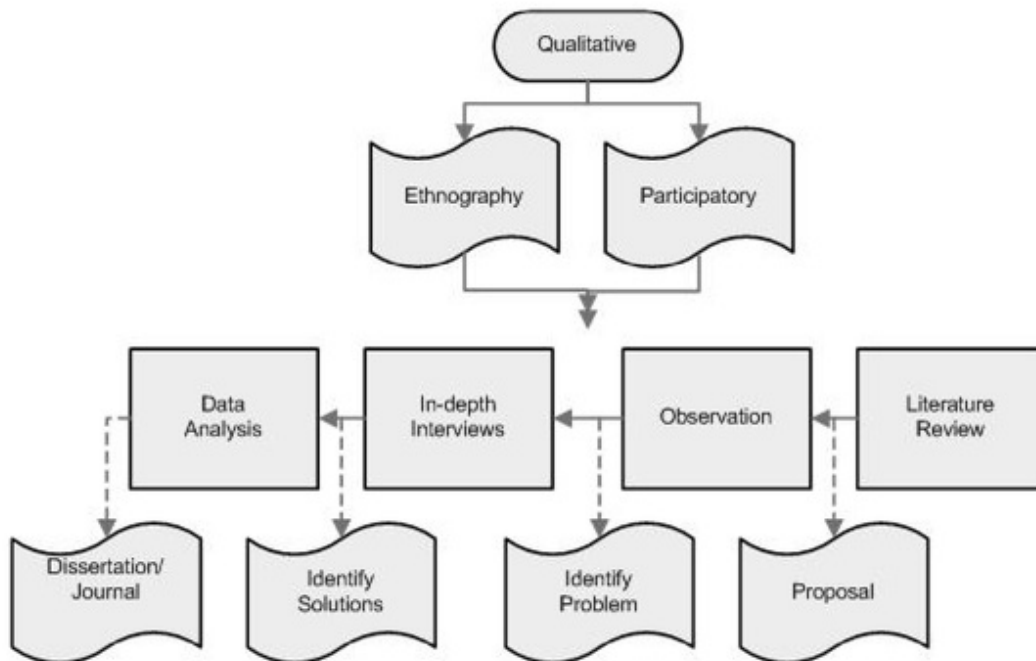 Qualitative
Ethnography
Participatory
Data
Analysis
In-depth
Interviews
Observation
Literature
Review
Dissertation/
Journal
Identify
Solutions
Identify
Problem
Proposal